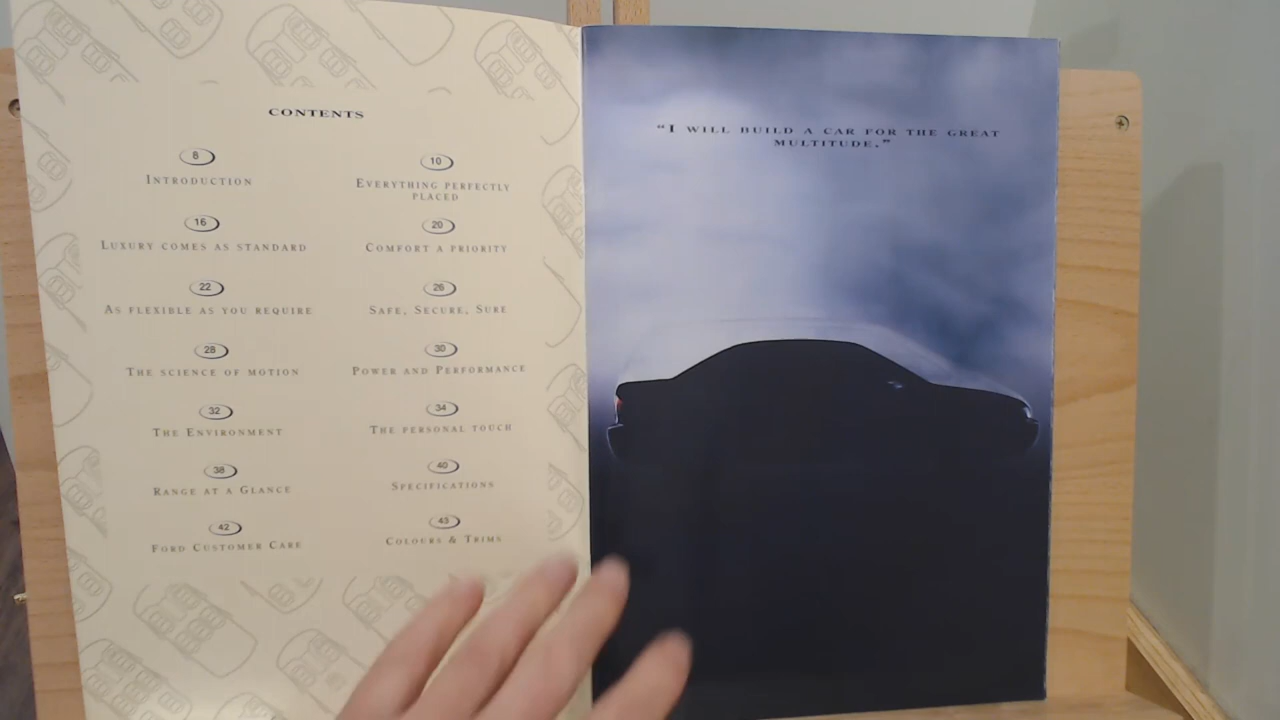 CONTENTS
8
INTRODUCTION
10
EVERYTHING PERFECTLY
PLACED
16
LUXURY COMES AS STANDARD
20
COMFORT A PRIORITY
22
AS FLEXIBLE AS YOU REQUIRE
26
SAFE, SECURE, SURE
28
THE SCIENCE OF MOTION
30
POWER AND PERFORMANCE
32
THE ENVIRONMENT
34
THE PERSONAL TOUCH
38
RANGE AT A GLANCE
40
SPECIFICATIONS
42
FORD CUSTOMER CARE
43
COLOURS & TRIMS
“I WILL BUILD A CAR FOR THE GREAT
MULTITUDE.”